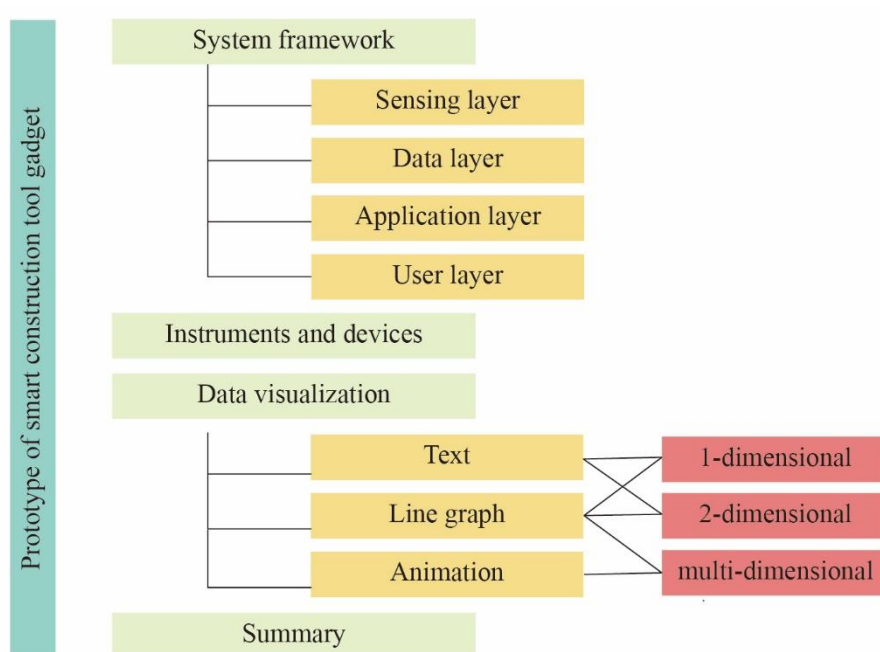 Prototype of smart construction tool gadget
System framework
Sensing layer
Data layer
Application layer
User layer
Instruments and devices
Data visualization
Text
1-dimensional
Line graph
2-dimensional
Animation
multi-dimensional
Summary